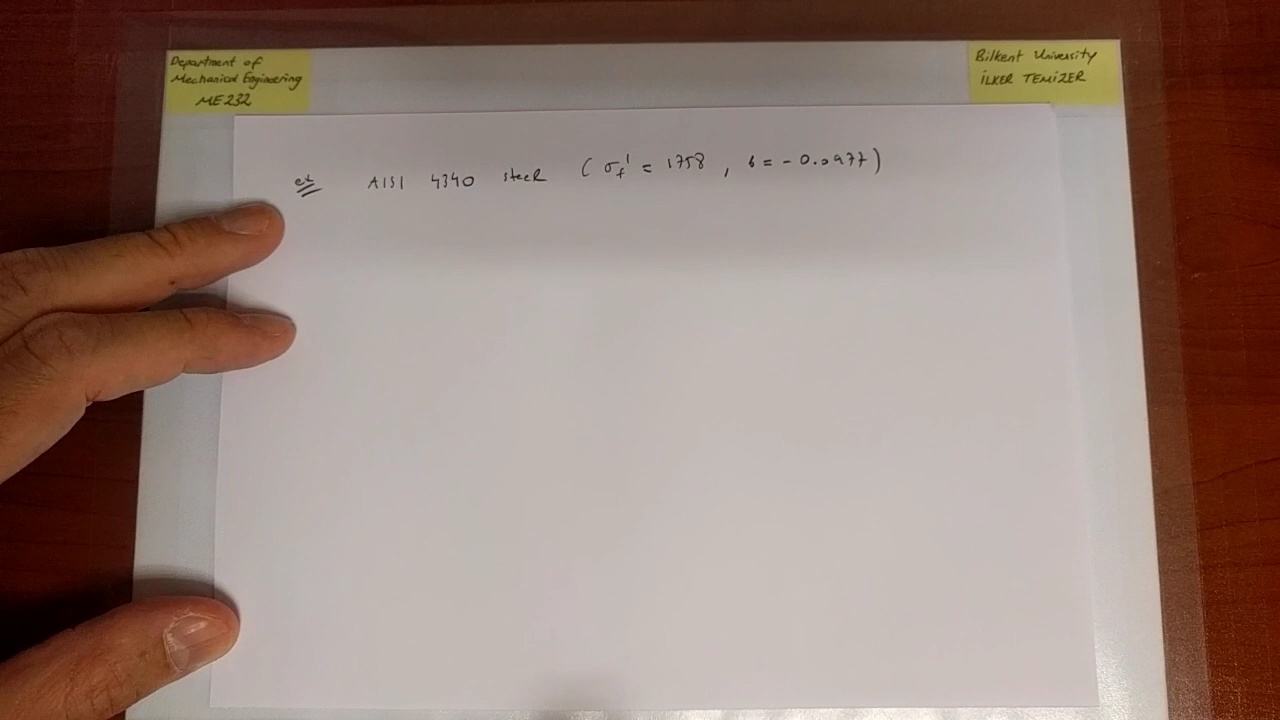 Department of
Mechanical Engineering
ME232
Bilkent University
İLKER TEMİZER
ex AISI 4340 steel ( σf' = 1758 , b = - 0.0977 )